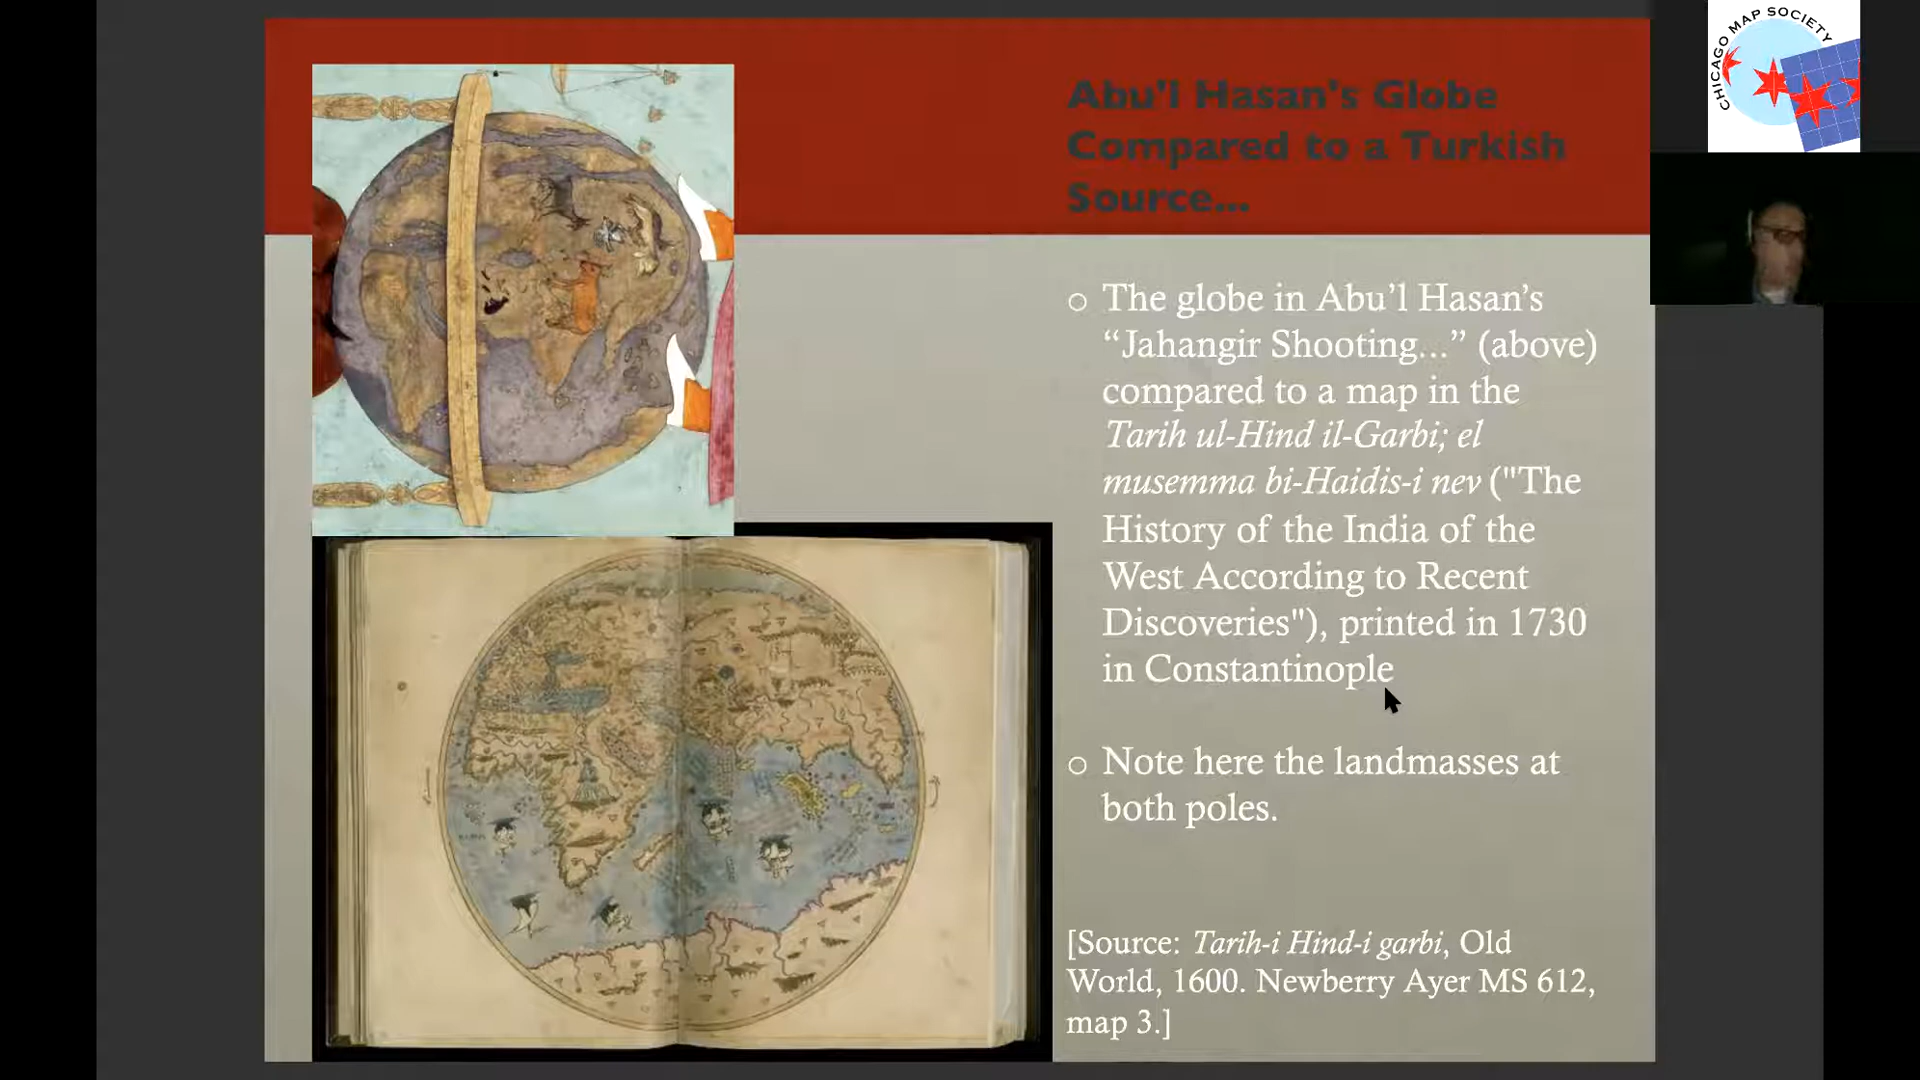 CHICAGO MAP SOCIETY
Abu'l Hasan's Globe
Compared to a Turkish
Source...
○ The globe in Abu’l Hasan’s
“Jahangir Shooting...” (above)
compared to a map in the
Tarih ul-Hind il-Garbi; el
musemma bi-Haidis-i nev ("The
History of the India of the
West According to Recent
Discoveries"), printed in 1730
in Constantinople
○ Note here the landmasses at
both poles.
[Source: Tarih-i Hind-i garbi, Old
World, 1600. Newberry Ayer MS 612,
map 3.]